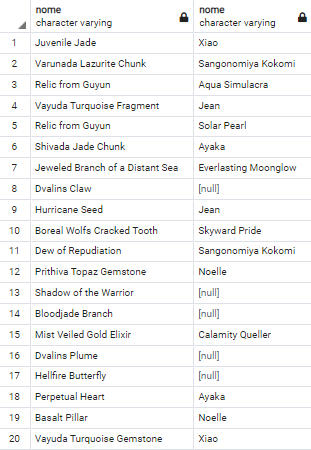 nome nome
character varying character varying
1 Juvenile Jade Xiao
2 Varunada Lazurite Chunk Sangonomiya Kokomi
3 Relic from Guyun Aqua Simulacra
4 Vayuda Turquoise Fragment Jean
5 Relic from Guyun Solar Pearl
6 Shivada Jade Chunk Ayaka
7 Jeweled Branch of a Distant Sea Everlasting Moonglow
8 Dvalins Claw [null]
9 Hurricane Seed Jean
10 Boreal Wolfs Cracked Tooth Skyward Pride
11 Dew of Repudiation Sangonomiya Kokomi
12 Prithiva Topaz Gemstone Noelle
13 Shadow of the Warrior [null]
14 Bloodjade Branch [null]
15 Mist Veiled Gold Elixir Calamity Queller
16 Dvalins Plume [null]
17 Hellfire Butterfly [null]
18 Perpetual Heart Ayaka
19 Basalt Pillar Noelle
20 Vayuda Turquoise Gemstone Xiao